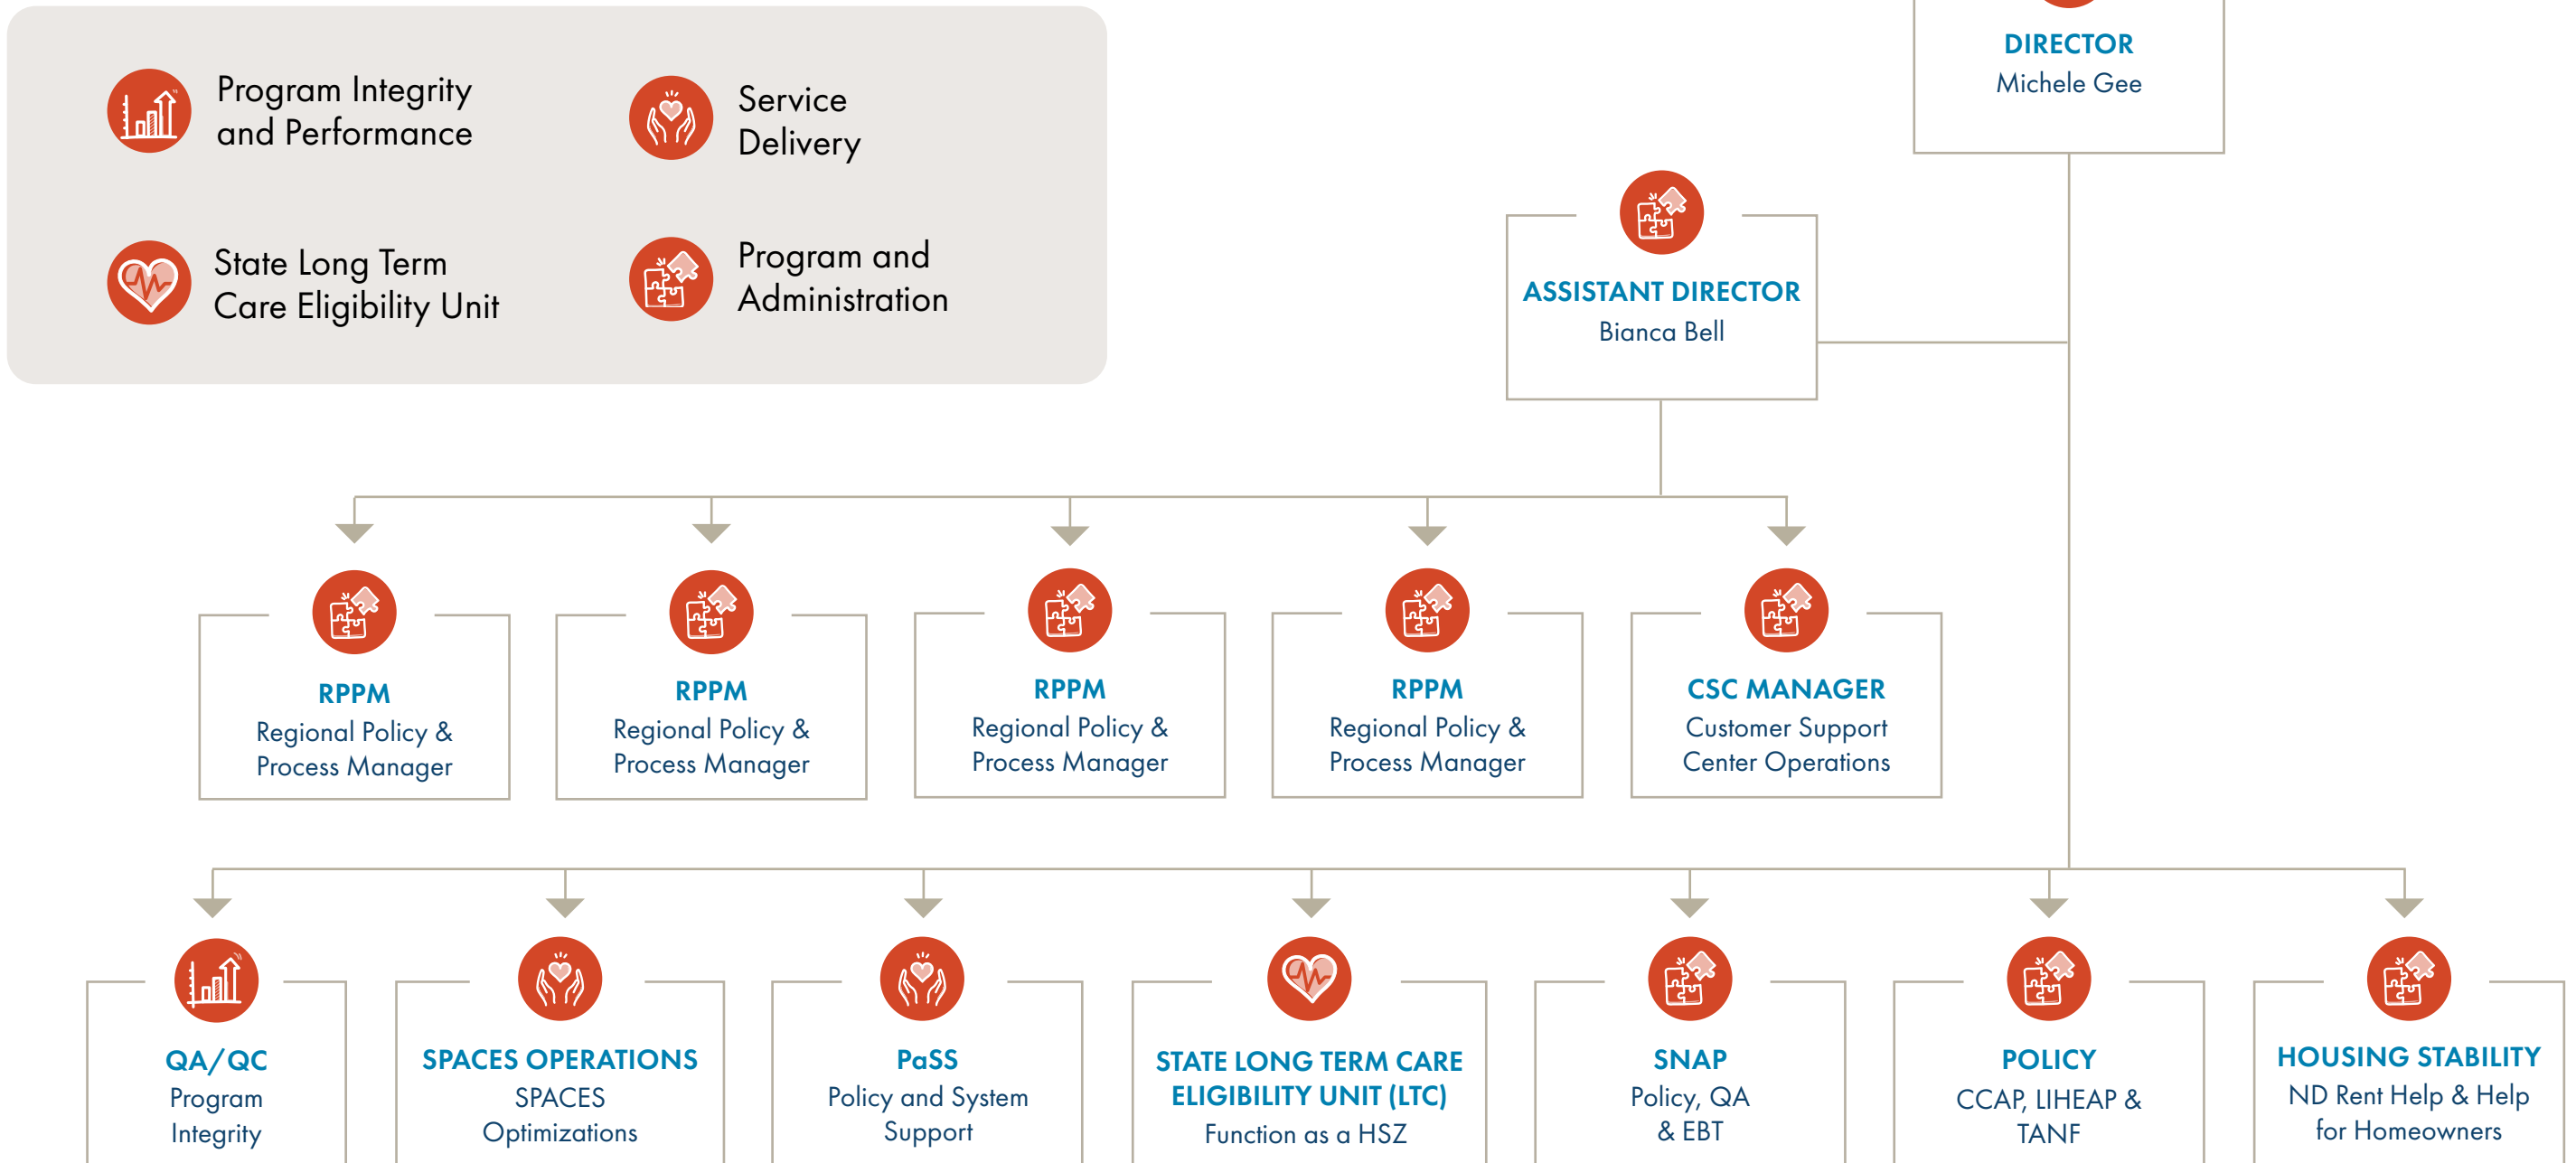 Program Integrity
and Performance
Service
Delivery
State Long Term
Care Eligibility Unit
Program and
Administration
DIRECTOR
Michele Gee
ASSISTANT DIRECTOR
Bianca Bell
RPPM
Regional Policy &
Process Manager
RPPM
Regional Policy &
Process Manager
RPPM
Regional Policy &
Process Manager
RPPM
Regional Policy &
Process Manager
CSC MANAGER
Customer Support
Center Operations
QA/QC
Program
Integrity
SPACES OPERATIONS
SPACES
Optimizations
PaSS
Policy and System
Support
STATE LONG TERM CARE
ELIGIBILITY UNIT (LTC)
Function as a HSZ
SNAP
Policy, QA
& EBT
POLICY
CCAP, LIHEAP &
TANF
HOUSING STABILITY
ND Rent Help & Help
for Homeowners